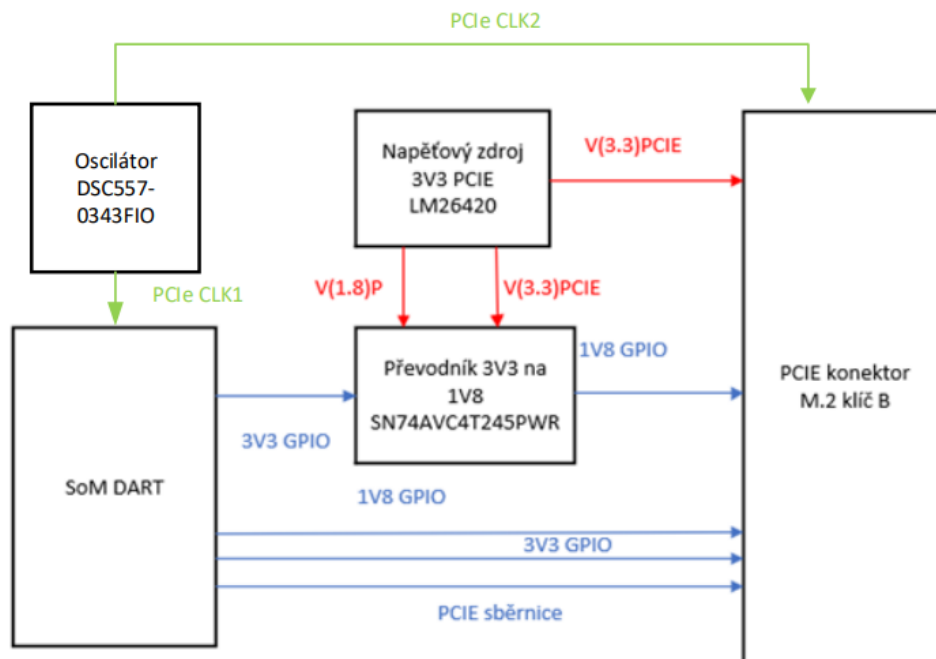 PCIe CLK2
Oscilátor
DSC557-
0343FIO
Napěťový zdroj
3V3 PCIE
LM26420
V(3.3)PCIE
PCIe CLK1
V(1.8)P
V(3.3)PCIE
Převodník 3V3 na
1V8
SN74AVC4T245PWR
1V8 GPIO
PCIE konektor
M.2 klíč B
3V3 GPIO
SoM DART
1V8 GPIO
3V3 GPIO
PCIE sběrnice